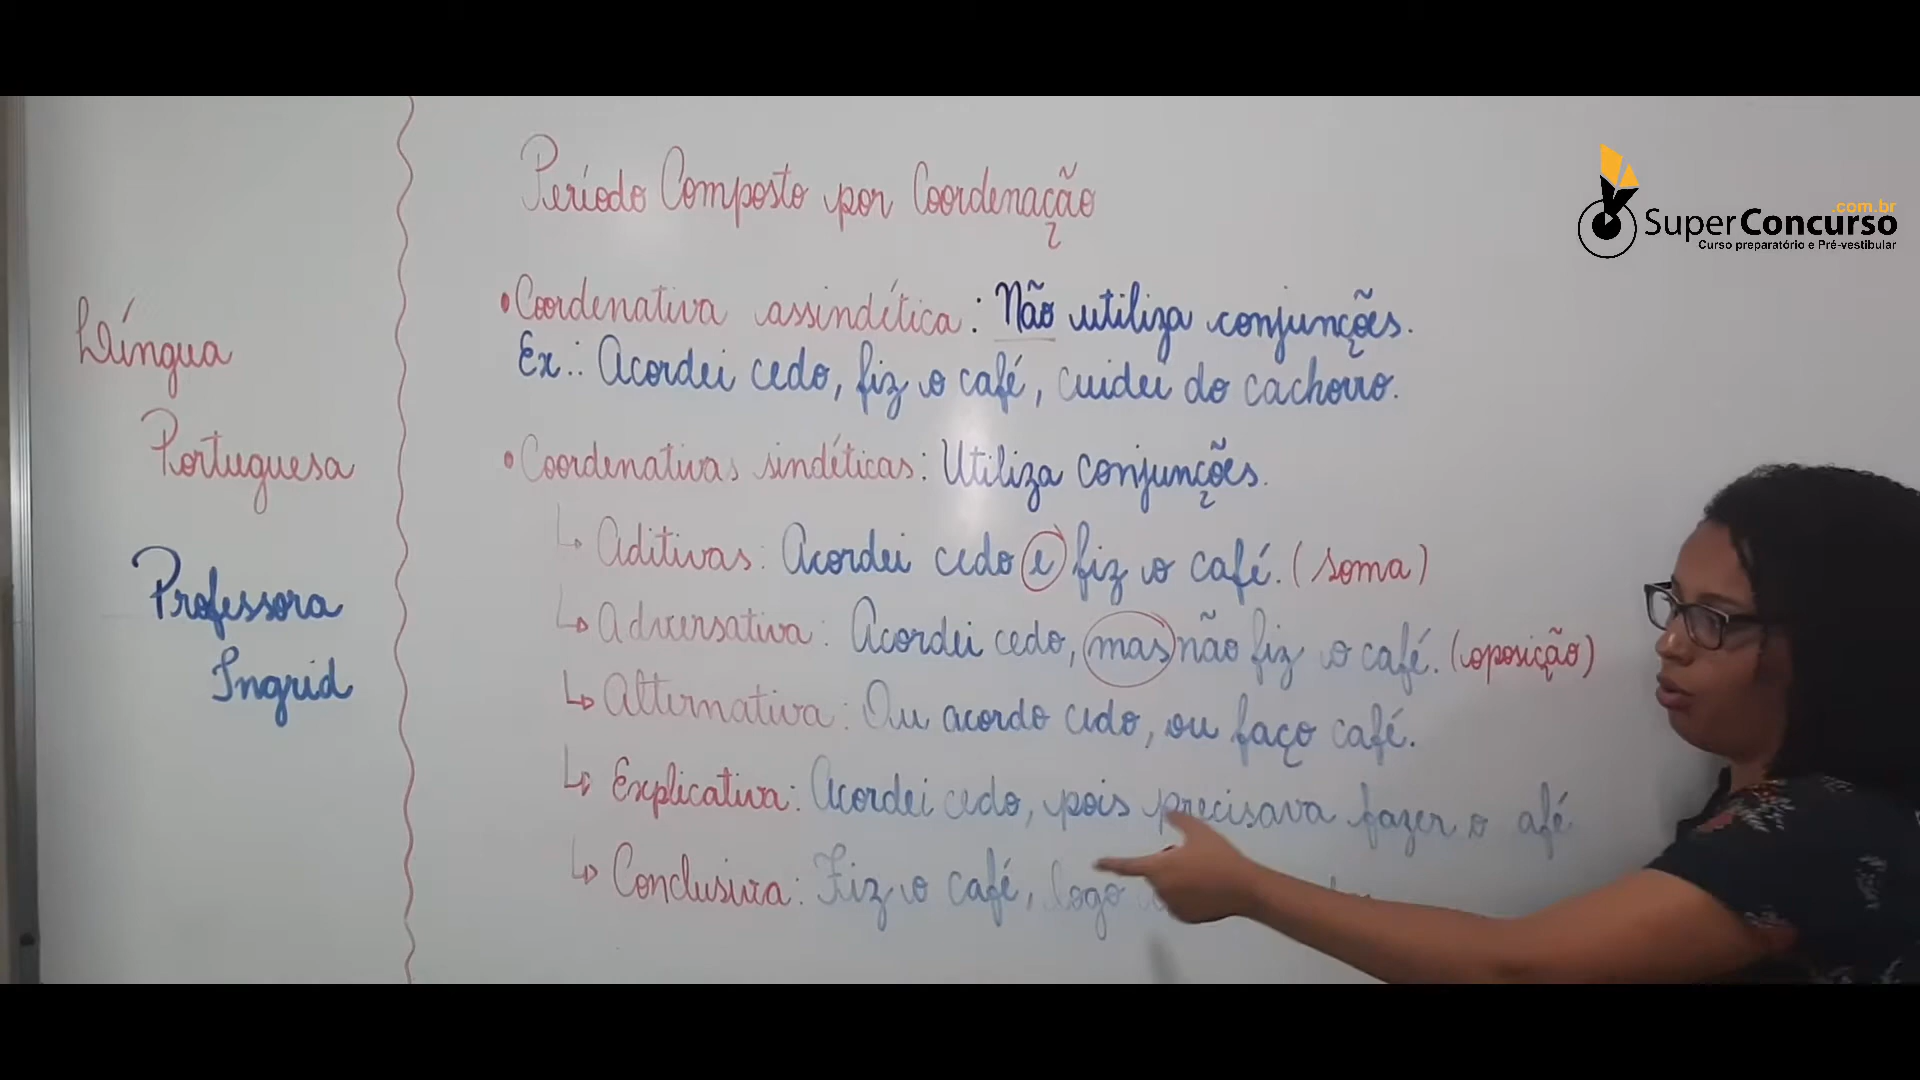 Período Composto por Coordenação
.com.br
SuperConcurso
Curso preparatório e Pré-vestibular
Língua
Portuguesa
Professora
Ingrid
•Coordenativa assindética: Não utiliza conjunções.
Ex.: Acordei cedo, fiz o café, cuidei do cachorro.
•Coordenativas sindéticas: Utiliza conjunções.
↳ Aditivas: Acordei cedo e fiz o café. (soma)
↳ Adversativa: Acordei cedo, mas não fiz o café. (oposição)
↳ Alternativa: Ou acordo cedo, ou faço café.
↳ Explicativa: Acordei cedo, pois precisava fazer o afé
↳ Conclusiva: Fiz o café, logo